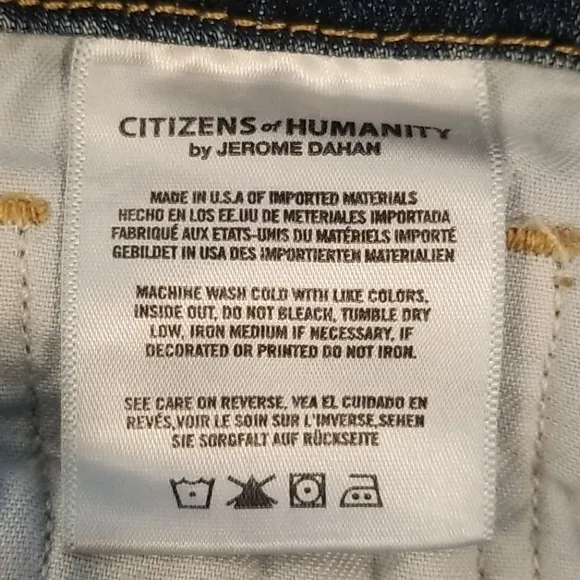 CITIZENS of HUMANITY
by JEROME DAHAN
MADE IN U.S.A OF IMPORTED MATERIALS
HECHO EN LOS EE.UU DE METERIALES IMPORTADA
FABRIQUÉ AUX ETATS-UNIS DU MATÉRIELS IMPORTÉ
GEBILDET IN USA DES IMPORTIERTEN MATERIALIEN
MACHINE WASH COLD WITH LIKE COLORS,
INSIDE OUT, DO NOT BLEACH, TUMBLE DRY
LOW, IRON MEDIUM IF NECESSARY, IF
DECORATED OR PRINTED DO NOT IRON.
SEE CARE ON REVERSE, VEA EL CUIDADO EN
REVÉS,VOIR LE SOIN SUR L'INVERSE,SEHEN
SIE SORGFALT AUF RÜCKSEITE